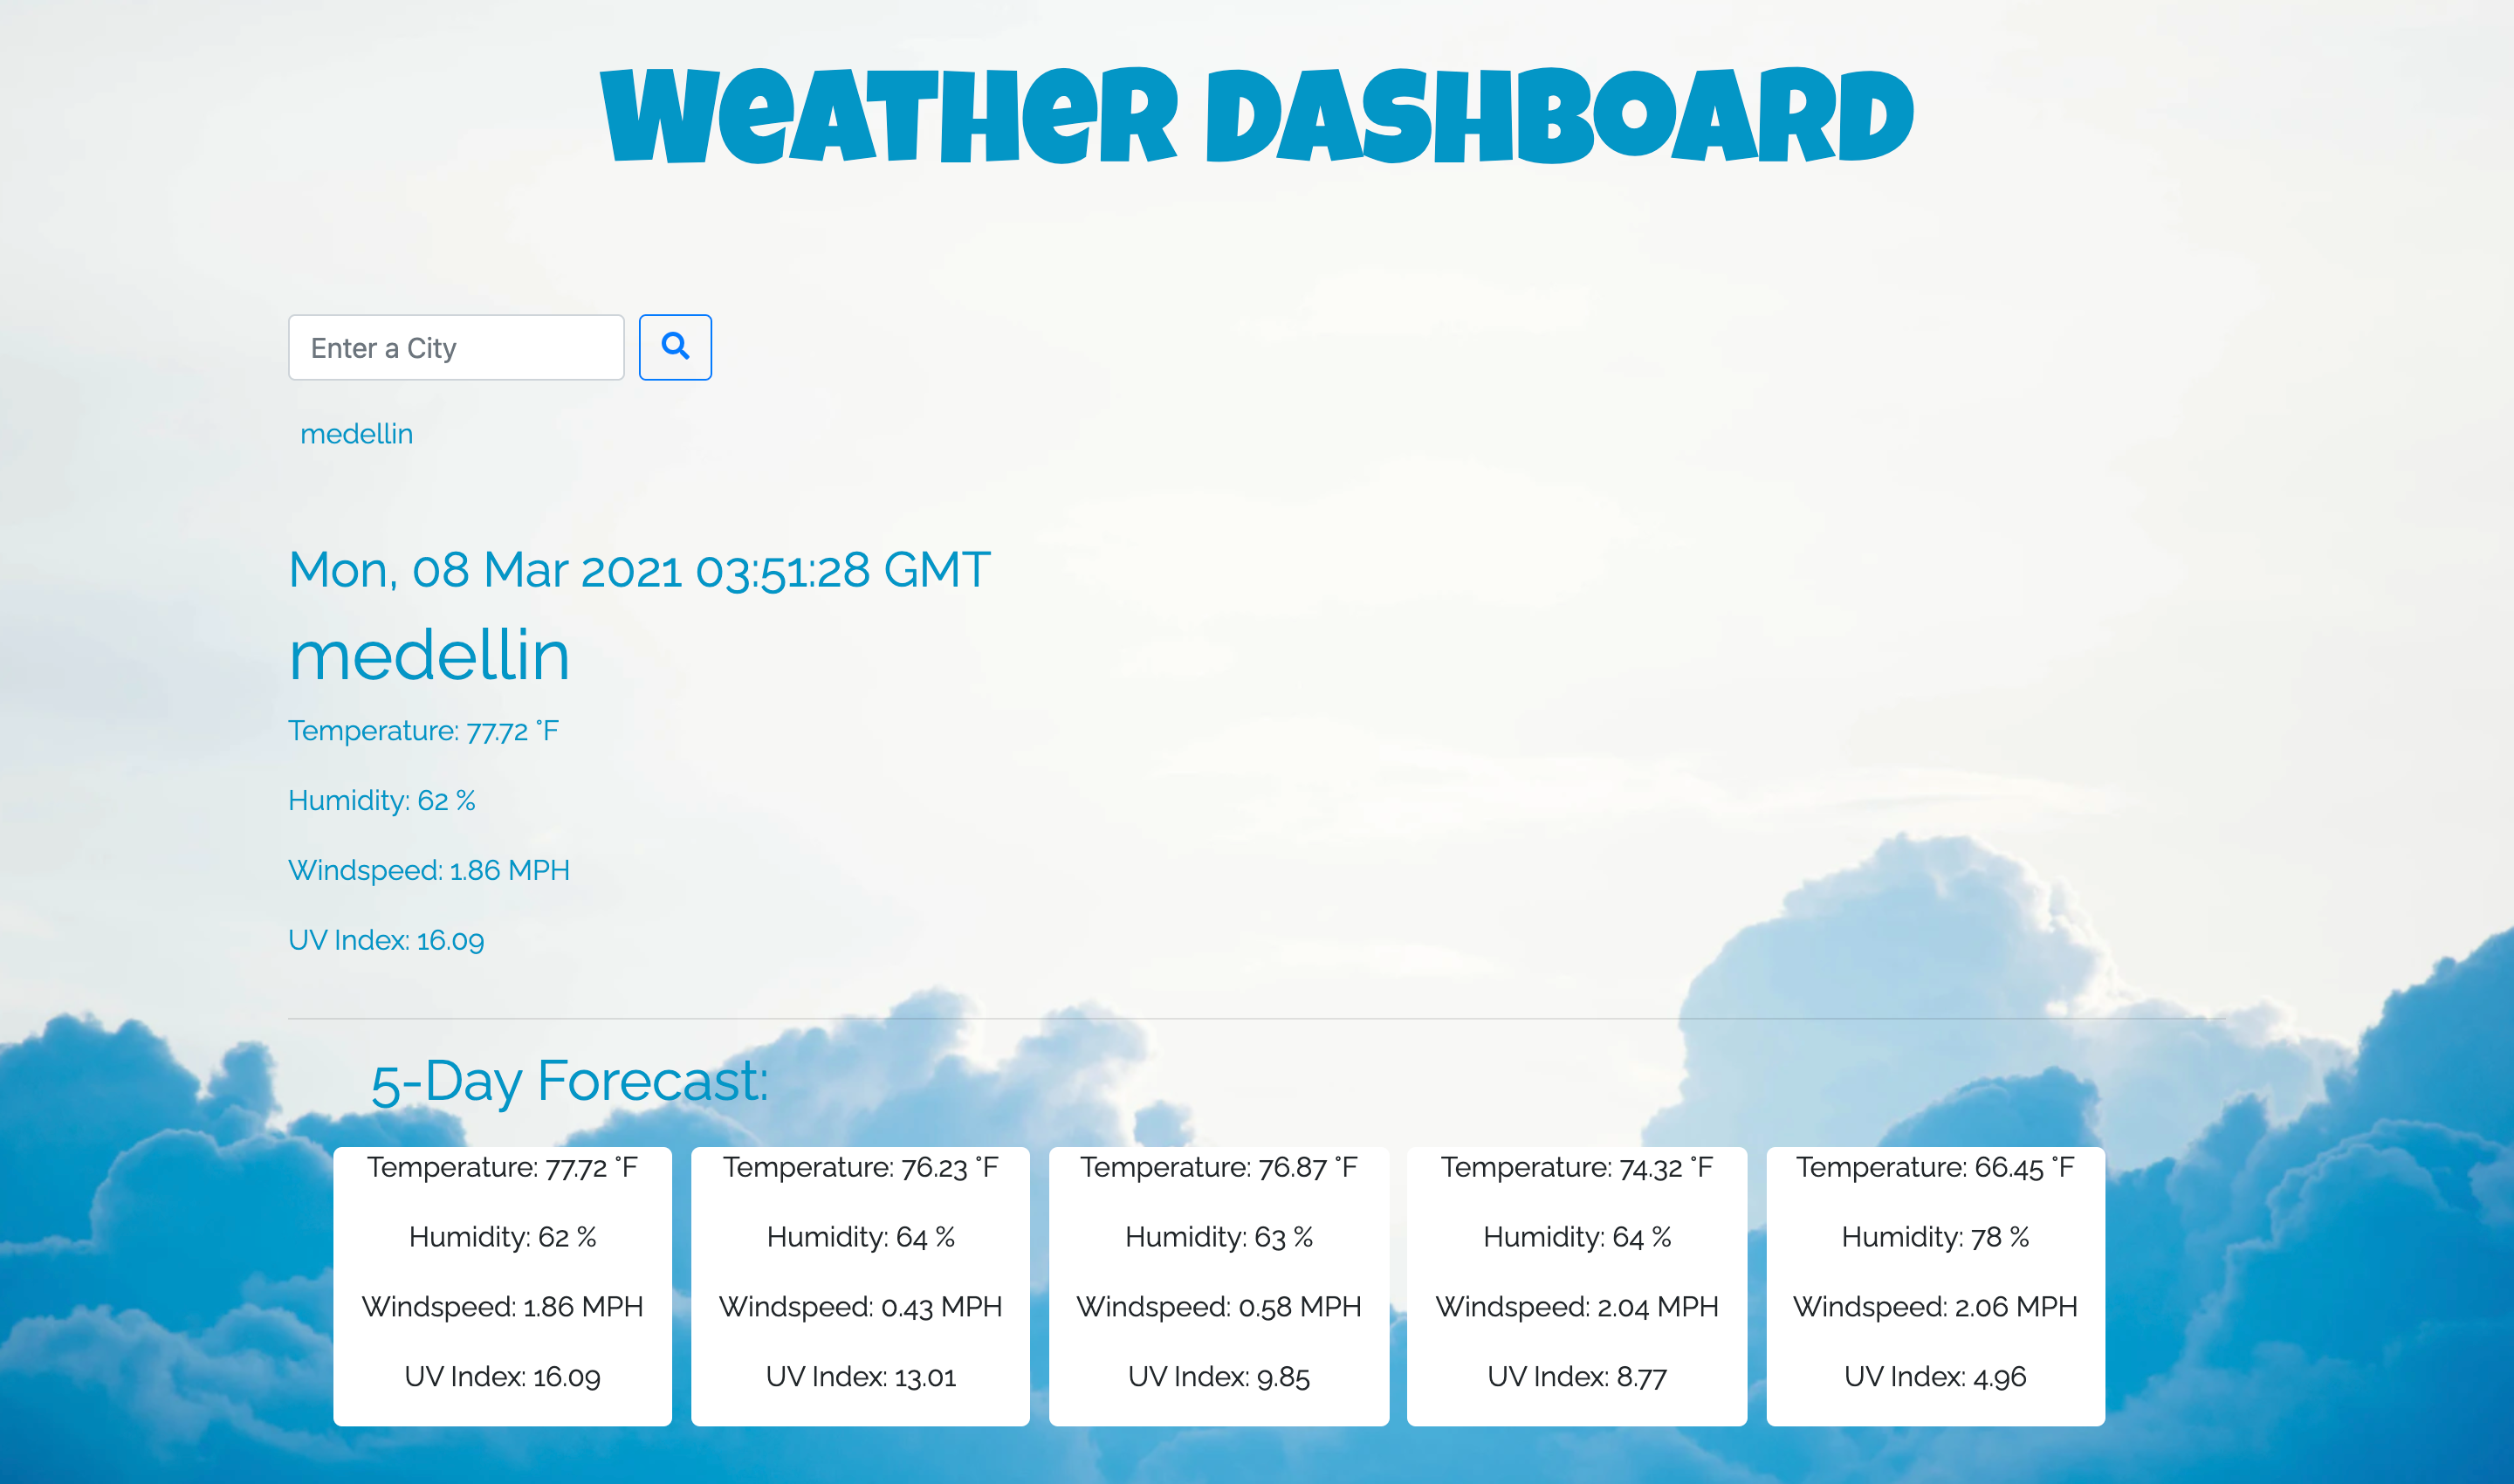 WeATHeR DASHBOARD
Enter a City
medellin
Mon, 08 Mar 2021 03:51:28 GMT
medellin
Temperature: 77.72 °F
Humidity: 62 %
Windspeed: 1.86 MPH
UV Index: 16.09
5-Day Forecast:
Temperature: 77.72 °F
Humidity: 62 %
Windspeed: 1.86 MPH
UV Index: 16.09
Temperature: 76.23 °F
Humidity: 64 %
Windspeed: 0.43 MPH
UV Index: 13.01
Temperature: 76.87 °F
Humidity: 63 %
Windspeed: 0.58 MPH
UV Index: 9.85
Temperature: 74.32 °F
Humidity: 64 %
Windspeed: 2.04 MPH
UV Index: 8.77
Temperature: 66.45 °F
Humidity: 78 %
Windspeed: 2.06 MPH
UV Index: 4.96